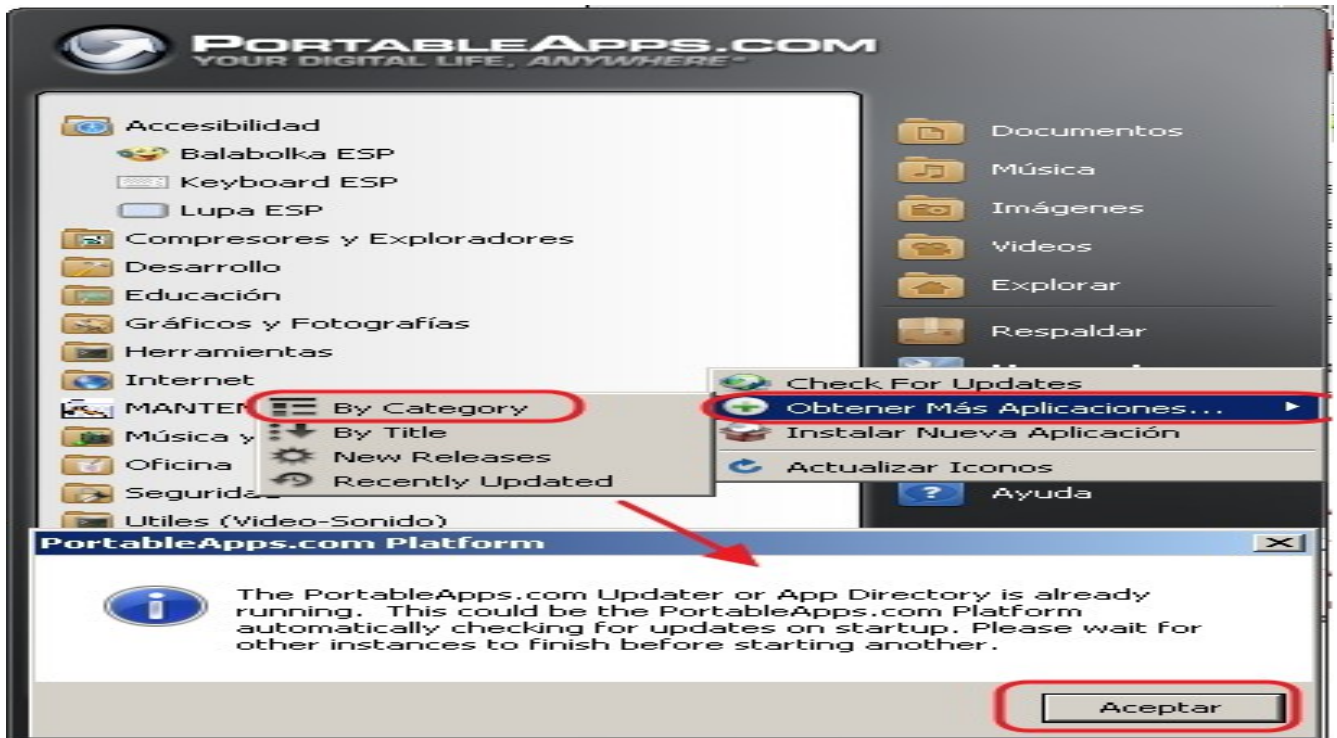 PORTABLEAPPS.COM
YOUR DIGITAL LIFE, ANYWHERE®
Accesibilidad
Balabolka ESP
Keyboard ESP
Lupa ESP
Compresores y Exploradores
Desarrollo
Educación
Gráficos y Fotografías
Herramientas
Internet
MANTEN
Música y
Oficina
Segurida
Utiles (Video-Sonido)
Documentos
Música
Imágenes
Videos
Explorar
Respaldar
Ayuda
Check For Updates
Obtener Más Aplicaciones...
Instalar Nueva Aplicación
Actualizar Iconos
By Category
By Title
New Releases
Recently Updated
PortableApps.com Platform
The PortableApps.com Updater or App Directory is already
running. This could be the PortableApps.com Platform
automatically checking for updates on startup. Please wait for
other instances to finish before starting another.
Aceptar